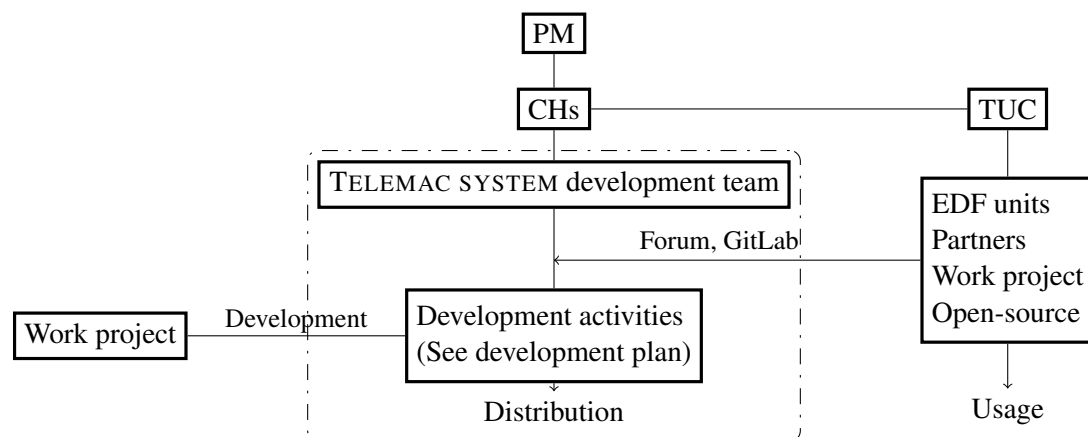 PM
CHs
TUC
TELEMAC SYSTEM development team
EDF units
Partners
Work project
Open-source
Forum, GitLab
Development activities
(See development plan)
Development
Work project
Distribution
Usage